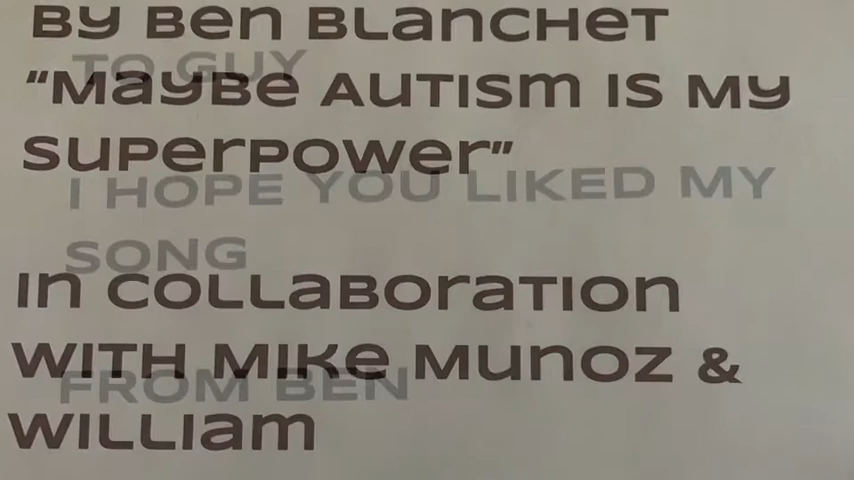 By Ben Blanchet
TO GUY
"Maybe Autism is my
superpower"
I HOPE YOU LIKED MY
SONG
In collaboration
with Mike Munoz &
FROM BEN
William